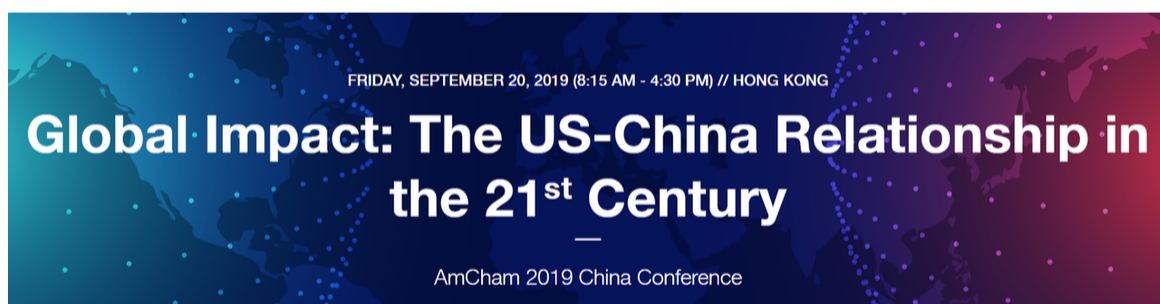 FRIDAY, SEPTEMBER 20, 2019 (8:15 AM - 4:30 PM) // HONG KONG
Global Impact: The US-China Relationship in
the 21st Century
AmCham 2019 China Conference